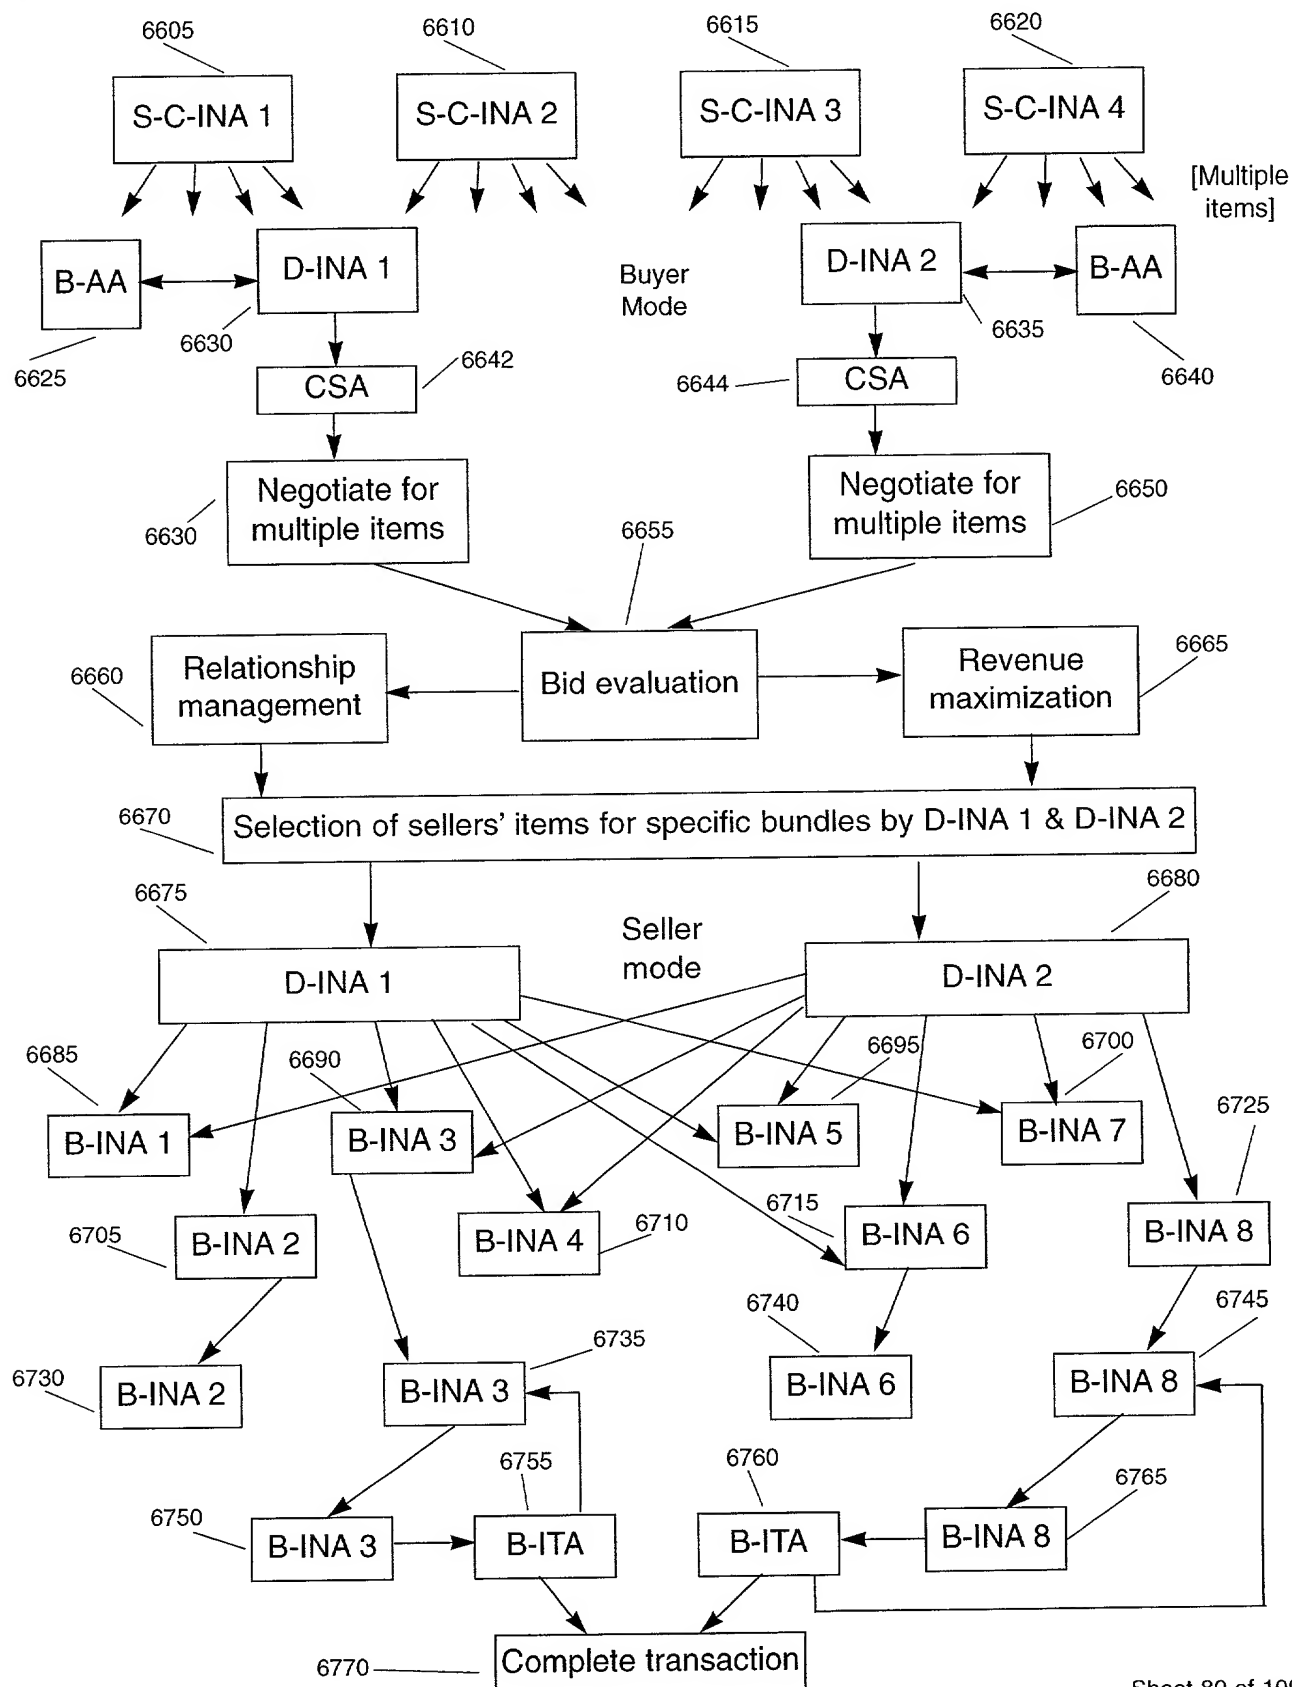 6605
6610
6615
6620
S-C-INA 1
S-C-INA 2
S-C-INA 3
S-C-INA 4
[Multiple
items]
B-AA
D-INA 1
Buyer
Mode
D-INA 2
B-AA
6625
6630
6635
6640
CSA
6642
6644
CSA
Negotiate for
multiple items
6630
Negotiate for
multiple items
6650
6655
6660
Relationship
management
Bid evaluation
Revenue
maximization
6665
6670
Selection of sellers' items for specific bundles by D-INA 1 & D-INA 2
6675
6680
Seller
mode
D-INA 1
D-INA 2
6685
6690
6695
6700
6725
B-INA 1
B-INA 3
B-INA 5
B-INA 7
6705
B-INA 2
B-INA 4
6710
6715
B-INA 6
B-INA 8
6730
B-INA 2
B-INA 3
6735
6740
B-INA 6
B-INA 8
6745
6750
B-INA 3
6755
B-ITA
6760
B-ITA
B-INA 8
6765
6770
Complete transaction
Sheet 80 of